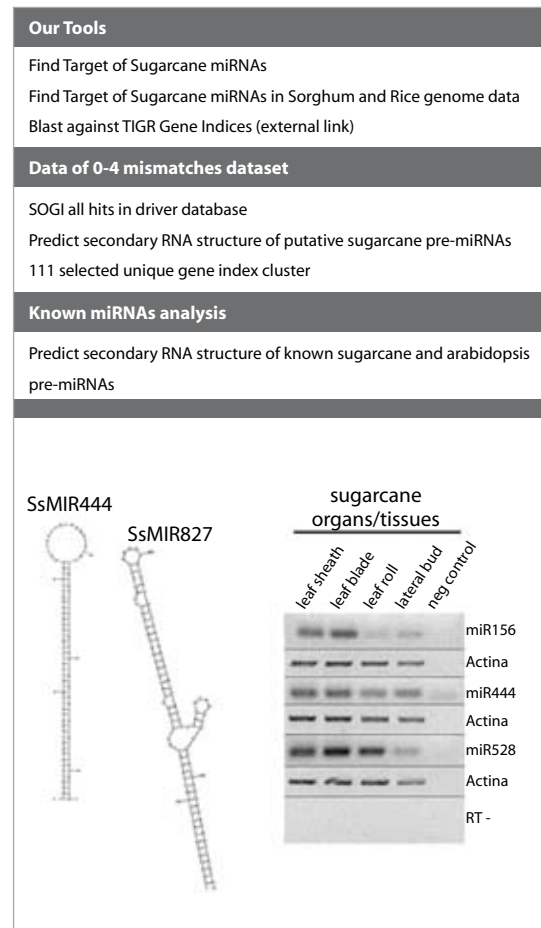 Our Tools
Find Target of Sugarcane miRNAs
Find Target of Sugarcane miRNAs in Sorghum and Rice genome data
Blast against TIGR Gene Indices (external link)
Data of 0-4 mismatches dataset
SOGI all hits in driver database
Predict secondary RNA structure of putative sugarcane pre-miRNAs
111 selected unique gene index cluster
Known miRNAs analysis
Predict secondary RNA structure of known sugarcane and arabidopsis
pre-miRNAs
SsMIR444
SsMIR827
sugarcane
organs/tissues
leaf sheath
leaf blade
leaf roll
lateral bud
neg control
miR156
Actina
miR444
Actina
miR528
Actina
RT -